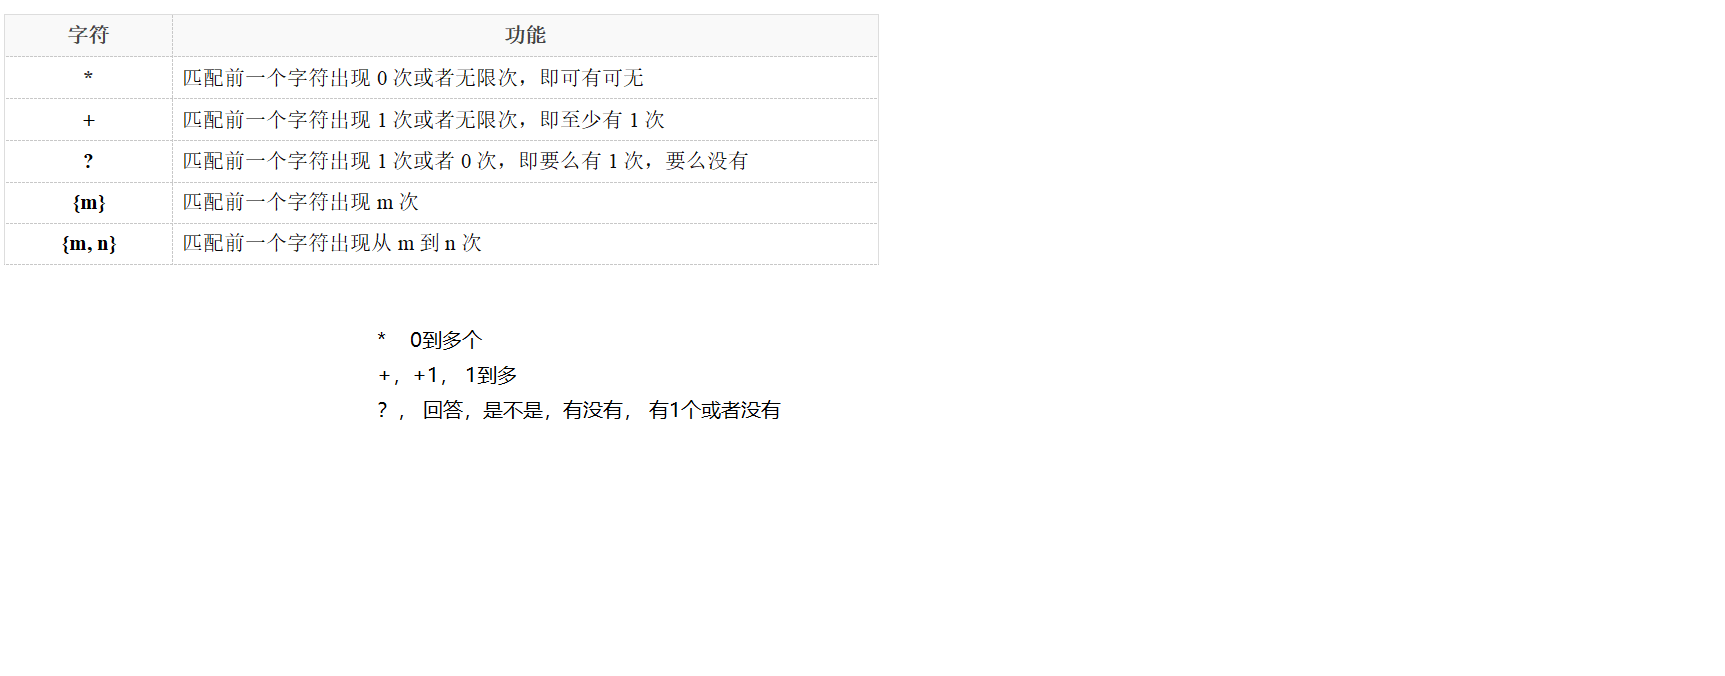 字符 功能
* 匹配前一个字符出现 0 次或者无限次，即可有可无
+ 匹配前一个字符出现 1 次或者无限次，即至少有 1 次
? 匹配前一个字符出现 1 次或者 0 次，即要么有 1 次，要么没有
{m} 匹配前一个字符出现 m 次
{m, n} 匹配前一个字符出现从 m 到 n 次
* 0到多个
+，+1， 1到多
？， 回答，是不是，有没有， 有1个或者没有